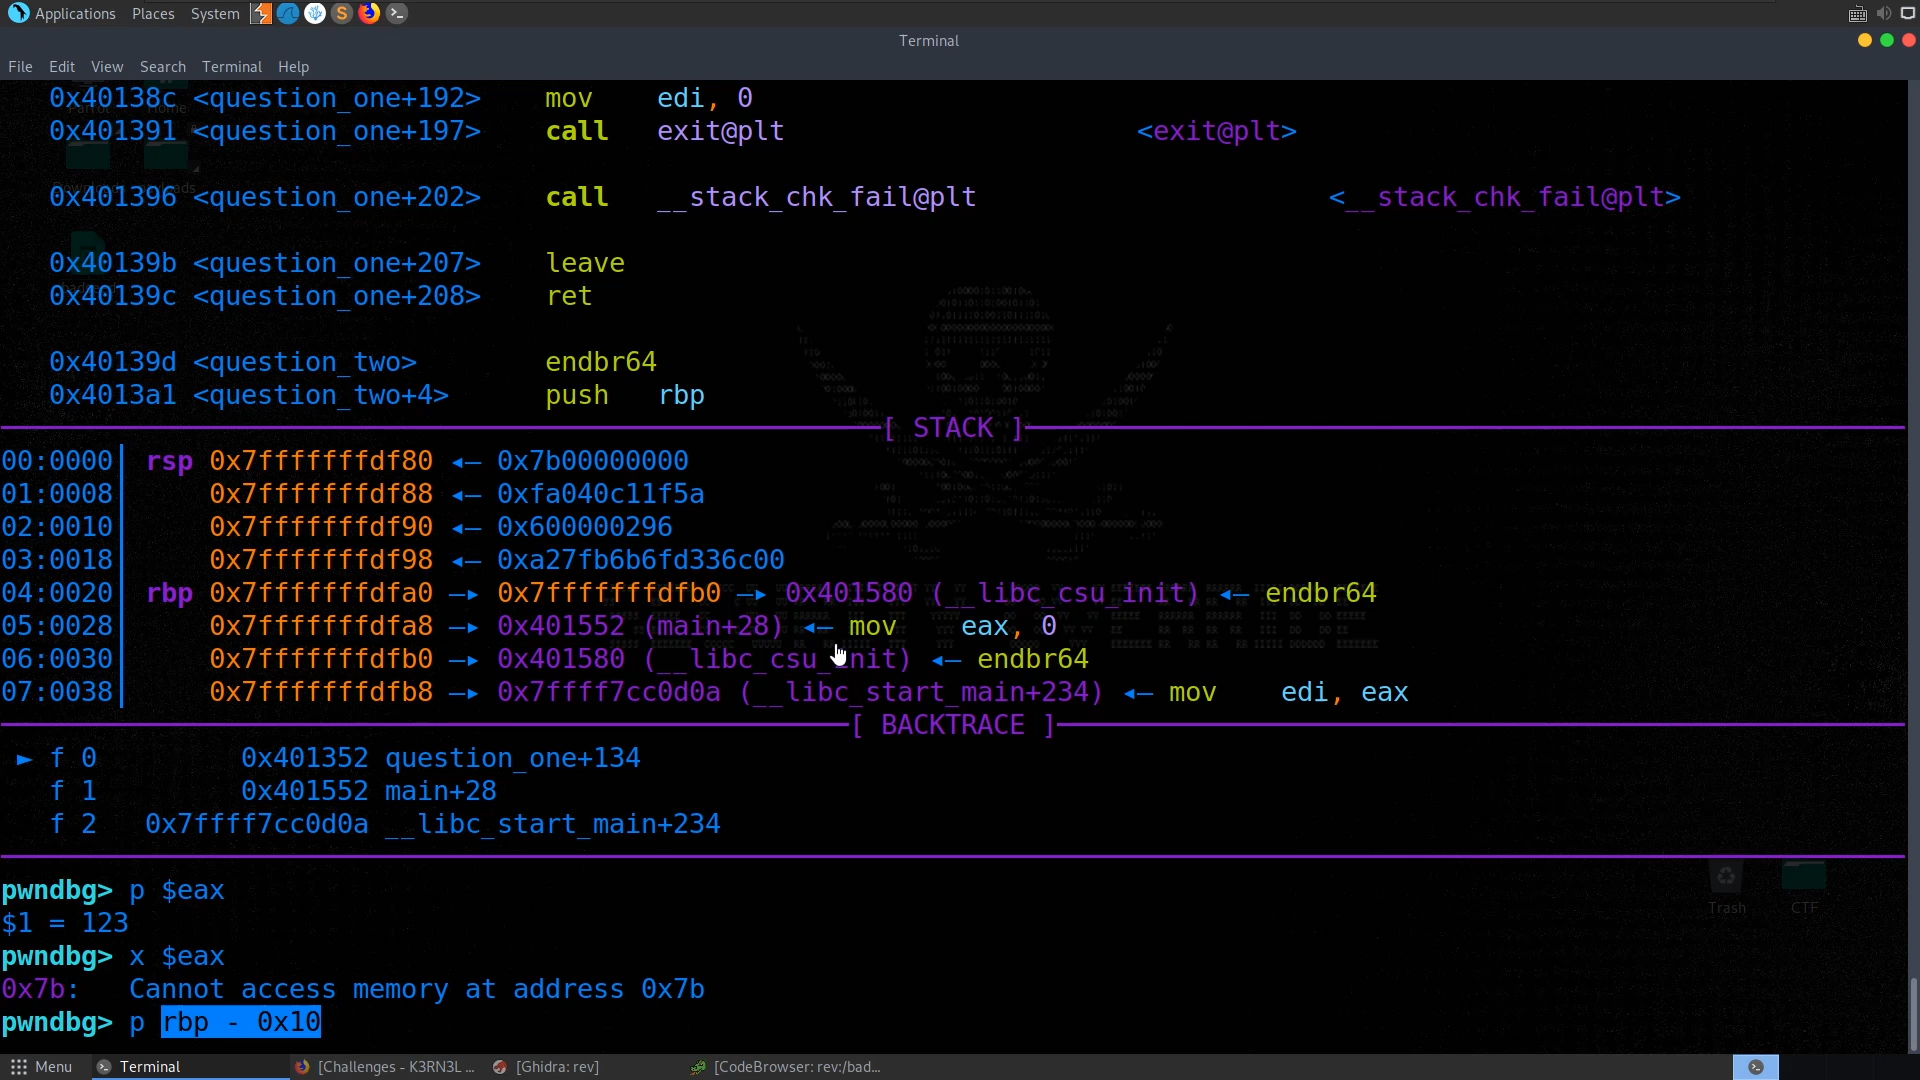 Applications Places System
Terminal
File Edit View Search Terminal Help
0x40138c <question_one+192> mov edi, 0
0x401391 <question_one+197> call exit@plt <exit@plt>
0x401396 <question_one+202> call __stack_chk_fail@plt <__stack_chk_fail@plt>
0x40139b <question_one+207> leave
0x40139c <question_one+208> ret
0x40139d <question_two> endbr64
0x4013a1 <question_two+4> push rbp
[ STACK ]
00:0000│ rsp 0x7fffffffdf80 ◂— 0x7b00000000
01:0008│ 0x7fffffffdf88 ◂— 0xfa040c11f5a
02:0010│ 0x7fffffffdf90 ◂— 0x600000296
03:0018│ 0x7fffffffdf98 ◂— 0xa27fb6b6fd336c00
04:0020│ rbp 0x7fffffffdfa0 —▸ 0x7fffffffdfb0 —▸ 0x401580 (__libc_csu_init) ◂— endbr64
05:0028│ 0x7fffffffdfa8 —▸ 0x401552 (main+28) ◂— mov eax, 0
06:0030│ 0x7fffffffdfb0 —▸ 0x401580 (__libc_csu_init) ◂— endbr64
07:0038│ 0x7fffffffdfb8 —▸ 0x7ffff7cc0d0a (__libc_start_main+234) ◂— mov edi, eax
[ BACKTRACE ]
► f 0 0x401352 question_one+134
f 1 0x401552 main+28
f 2 0x7ffff7cc0d0a __libc_start_main+234
pwndbg> p $eax
$1 = 123
pwndbg> x $eax
0x7b: Cannot access memory at address 0x7b
Trash CTF
pwndbg> p rbp - 0x10
Menu Terminal [Challenges - K3RN3L ... [Ghidra: rev] [CodeBrowser: rev:/bad...